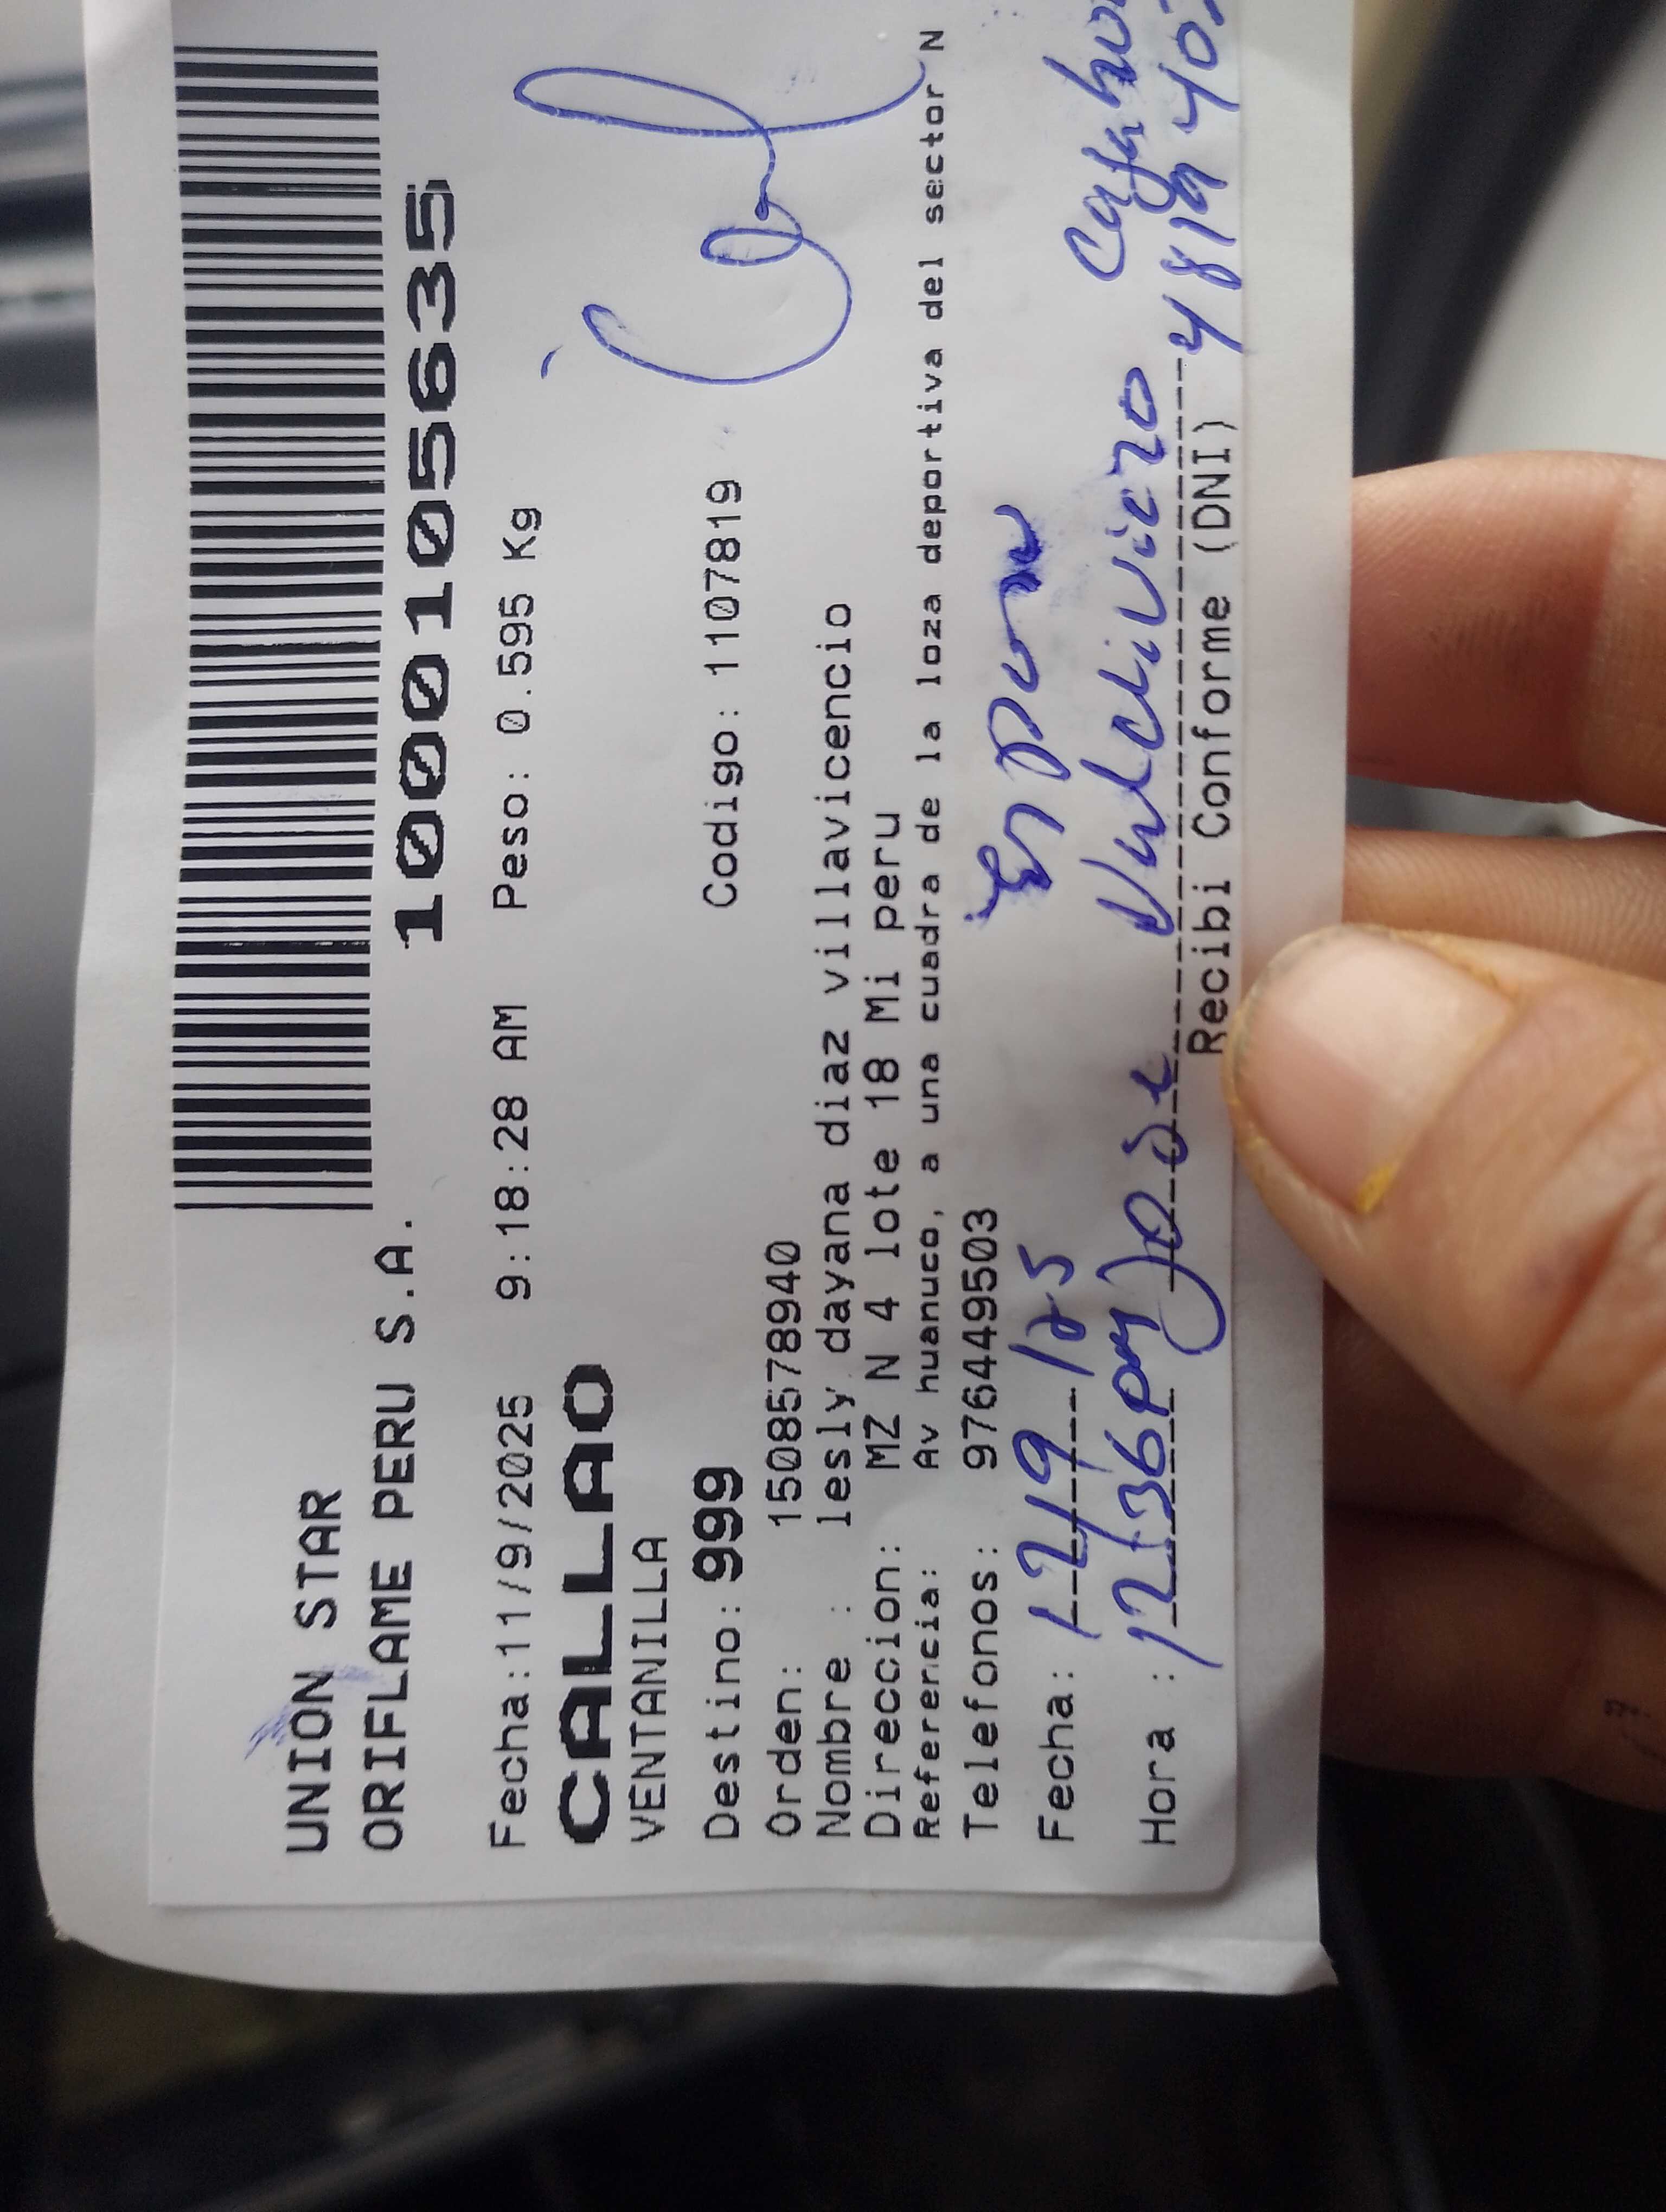 UNION STAR
ORIFLAME PERU S.A.
1000105635
Fecha:11/9/2025 9:18:28 AM Peso: 0.595 Kg
CALLAO
VENTANILLA
Destino: 999 Codigo: 1107819
Orden: 1508578940
Nombre : lesly dayana diaz villavicencio
Direccion: MZ N 4 lote 18 Mi peru
Referencia: Av huanuco, a una cuadra de la loza deportiva del sector N
Telefonos: 976449503
Fecha: 12/9/25
Hora : 12:36pm Jose
Recibi Conforme (DNI)